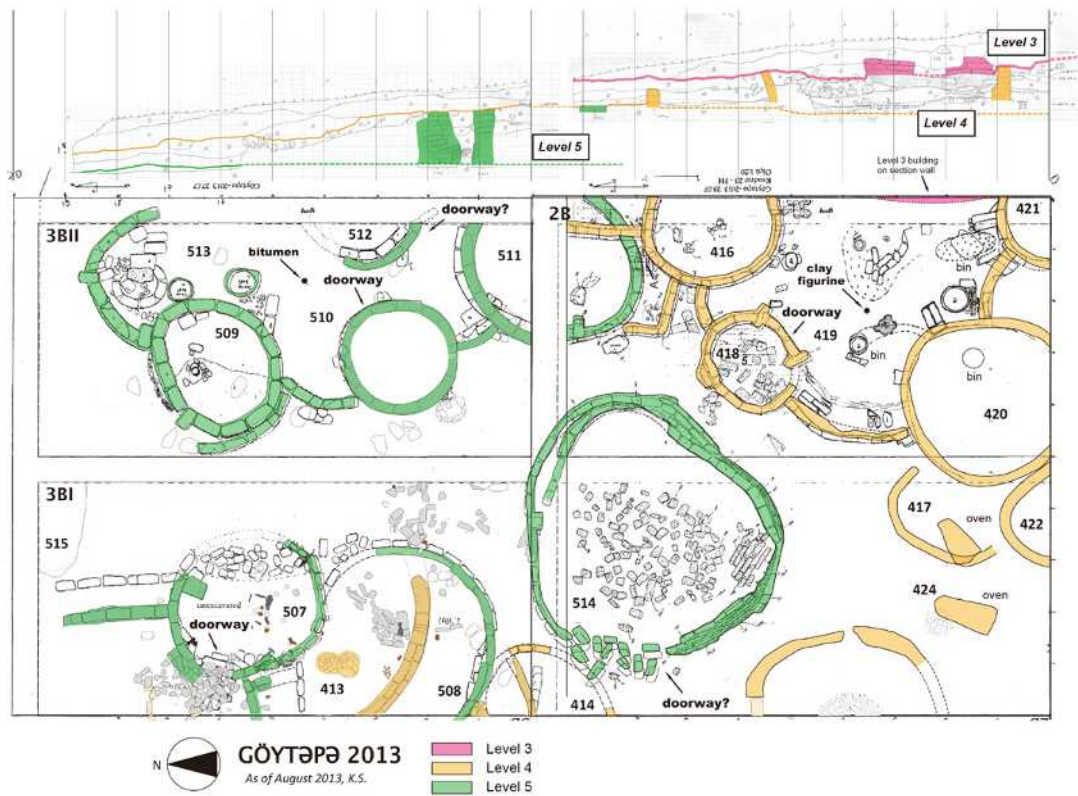 Level 3
Level 4
Level 5
Level 3 building
on section wall
3BII
513
bitumen
512
doorway?
511
doorway
510
509
2B
416
clay
figurine
bin
421
doorway
419
418
5
bin
bin
420
3BI
515
507
doorway
413
508
514
414
doorway?
417
oven
422
424
oven
N
GÖYTƏPƏ 2013
As of August 2013, K.S.
Level 3
Level 4
Level 5